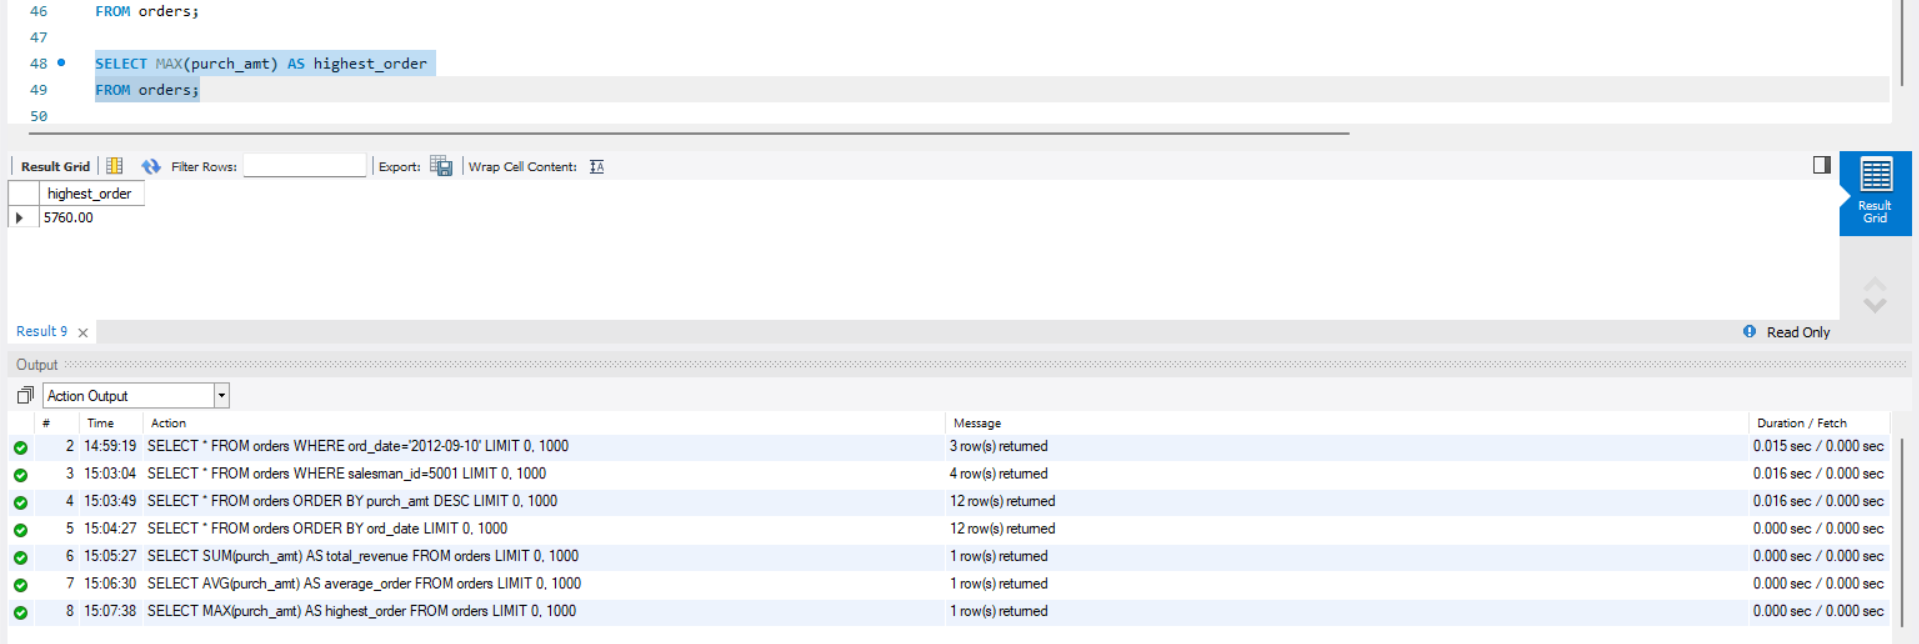 46 FROM orders;
47
48 SELECT MAX(purch_amt) AS highest_order
49 FROM orders;
50
Result Grid Filter Rows: Export: Wrap Cell Content:
Result Grid
highest_order
5760.00
Result 9
Read Only
Output
Action Output
# Time Action Message Duration / Fetch
2 14:59:19 SELECT * FROM orders WHERE ord_date='2012-09-10' LIMIT 0, 1000 3 row(s) returned 0.015 sec / 0.000 sec
3 15:03:04 SELECT * FROM orders WHERE salesman_id=5001 LIMIT 0, 1000 4 row(s) returned 0.016 sec / 0.000 sec
4 15:03:49 SELECT * FROM orders ORDER BY purch_amt DESC LIMIT 0, 1000 12 row(s) returned 0.016 sec / 0.000 sec
5 15:04:27 SELECT * FROM orders ORDER BY ord_date LIMIT 0, 1000 12 row(s) returned 0.000 sec / 0.000 sec
6 15:05:27 SELECT SUM(purch_amt) AS total_revenue FROM orders LIMIT 0, 1000 1 row(s) returned 0.000 sec / 0.000 sec
7 15:06:30 SELECT AVG(purch_amt) AS average_order FROM orders LIMIT 0, 1000 1 row(s) returned 0.000 sec / 0.000 sec
8 15:07:38 SELECT MAX(purch_amt) AS highest_order FROM orders LIMIT 0, 1000 1 row(s) returned 0.000 sec / 0.000 sec